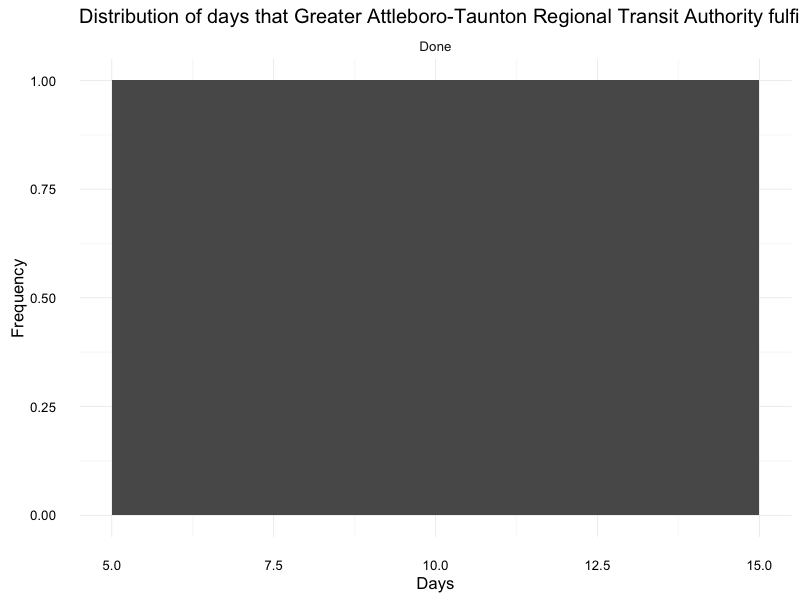 Distribution of days that Greater Attleboro-Taunton Regional Transit Authority fulfi
Done
1.00
0.75
0.50
0.25
0.00
Frequency
5.0 7.5 10.0 12.5 15.0
Days